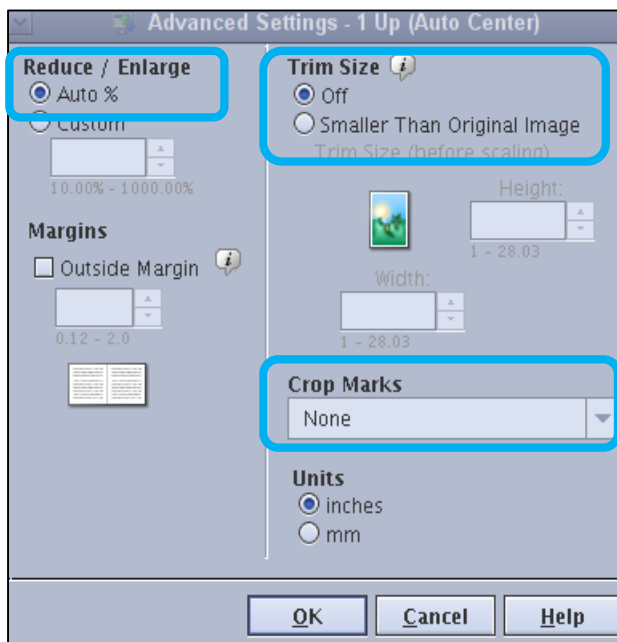 Advanced Settings - 1 Up (Auto Center)
Reduce / Enlarge
Auto %
Custom
10.00% - 1000.00%
Margins
Outside Margin
0.12 - 2.0
Trim Size
Off
Smaller Than Original Image
Trim Size (before scaling)
Height:
1 - 28.03
Width:
1 - 28.03
Crop Marks
None
Units
inches
mm
OK Cancel Help